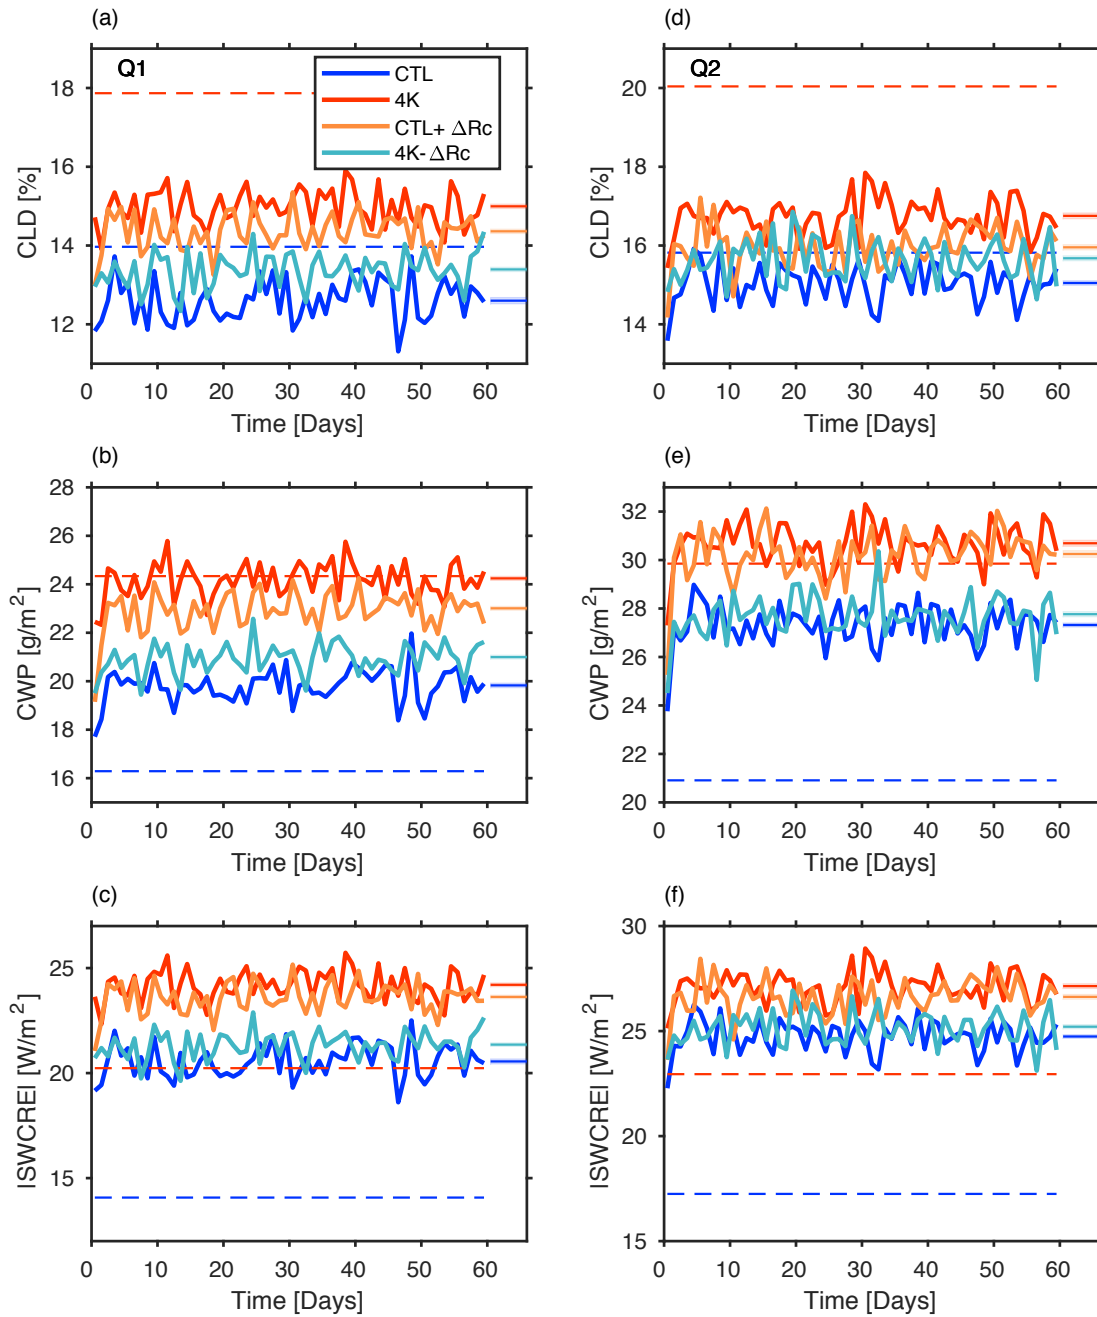 (a)
Q1
CTL
4K
CTL+ ΔRc
4K- ΔRc
18
16
14
12
CLD [%]
0 10 20 30 40 50 60
Time [Days]
(d)
Q2
20
18
16
14
CLD [%]
0 10 20 30 40 50 60
Time [Days]
(b)
28
26
24
22
20
18
16
CWP [g/m²]
0 10 20 30 40 50 60
Time [Days]
(e)
32
30
28
26
24
22
20
CWP [g/m²]
0 10 20 30 40 50 60
Time [Days]
(c)
25
20
15
|SWCRE| [W/m²]
0 10 20 30 40 50 60
Time [Days]
(f)
30
25
20
15
|SWCRE| [W/m²]
0 10 20 30 40 50 60
Time [Days]